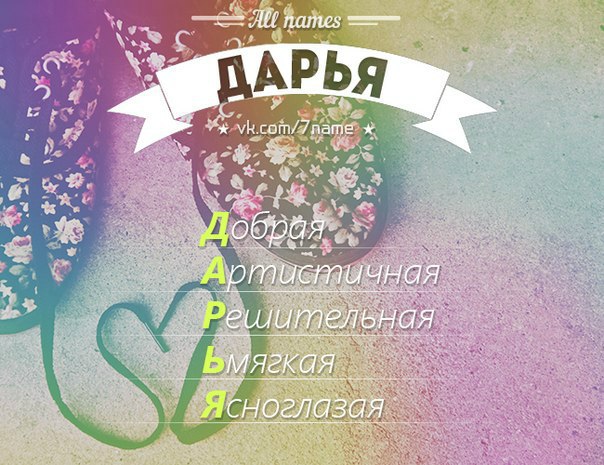 All names
ДАРЬЯ
★ vk.com/7name ★
Добрая
Артистичная
Решительная
Ьмягкая
Ясноглазая